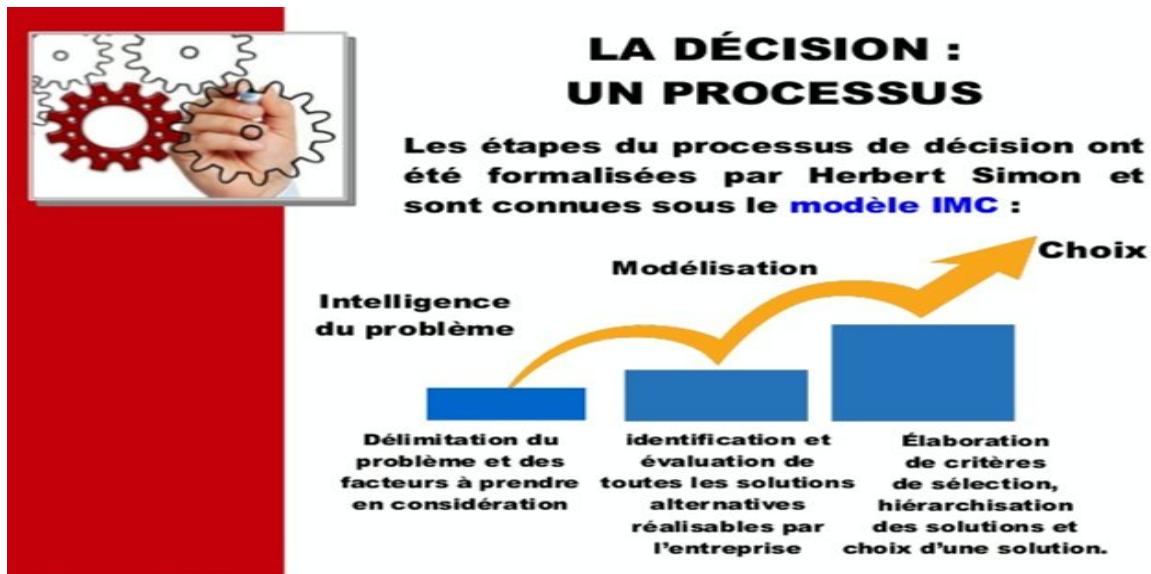 LA DÉCISION :
UN PROCESSUS
Les étapes du processus de décision ont
été formalisées par Herbert Simon et
sont connues sous le modèle IMC :
Intelligence
du problème
Modélisation
Choix
Délimitation du
problème et des
facteurs à prendre
en considération
identification et
évaluation de
toutes les solutions
alternatives
réalisables par
l'entreprise
Élaboration
de critères
de sélection,
hiérarchisation
des solutions et
choix d'une solution.